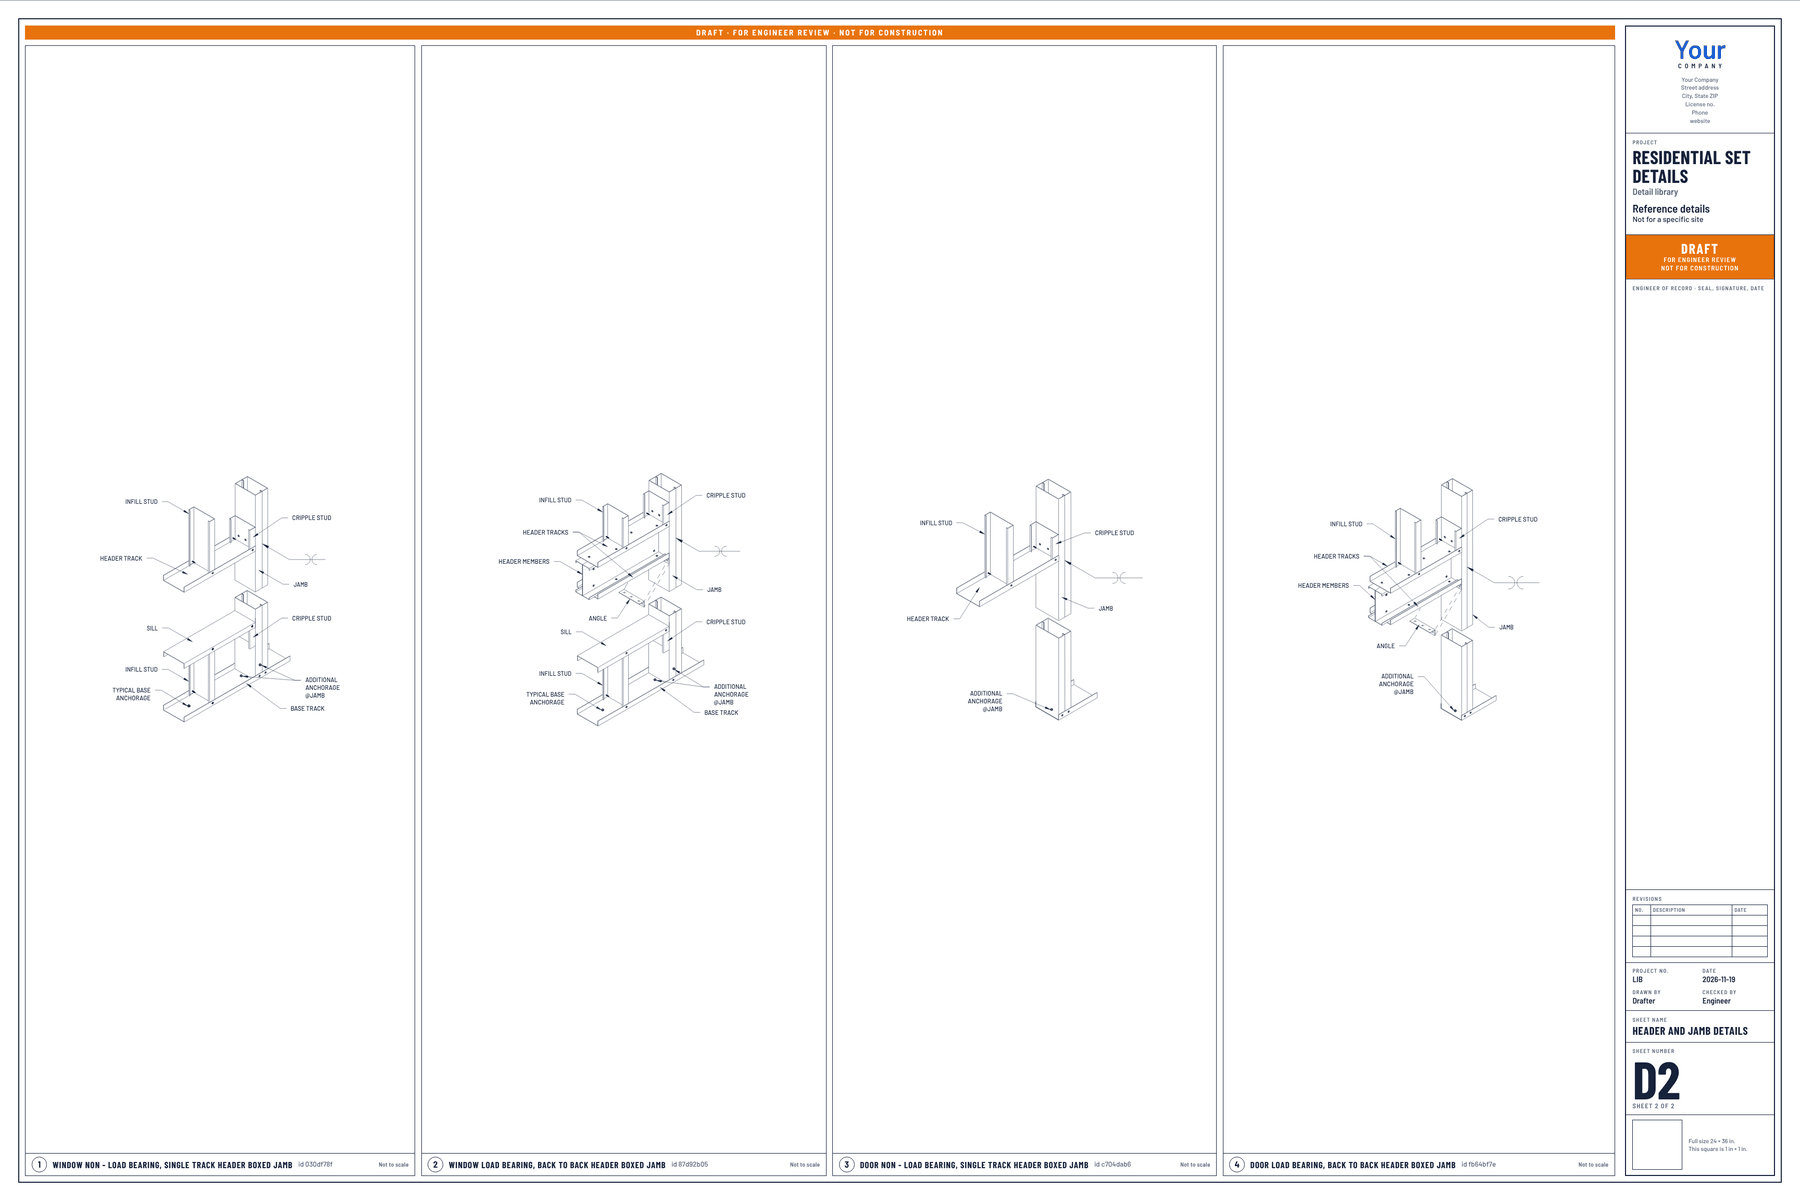 DRAFT - FOR ENGINEER REVIEW - NOT FOR CONSTRUCTION
INFILL STUD
CRIPPLE STUD
HEADER TRACK
JAMB
CRIPPLE STUD
SILL
INFILL STUD
TYPICAL BASE
ANCHORAGE
ADDITIONAL
ANCHORAGE
@JAMB
BASE TRACK
1 WINDOW NON - LOAD BEARING, SINGLE TRACK HEADER BOXED JAMB id 030df78f Not to scale
INFILL STUD
CRIPPLE STUD
HEADER TRACKS
HEADER MEMBERS
JAMB
ANGLE
CRIPPLE STUD
SILL
INFILL STUD
TYPICAL BASE
ANCHORAGE
ADDITIONAL
ANCHORAGE
@JAMB
BASE TRACK
2 WINDOW LOAD BEARING, BACK TO BACK HEADER BOXED JAMB id 87d92b05 Not to scale
INFILL STUD
CRIPPLE STUD
JAMB
HEADER TRACK
ADDITIONAL
ANCHORAGE
@JAMB
3 DOOR NON - LOAD BEARING, SINGLE TRACK HEADER BOXED JAMB id c704dab6 Not to scale
INFILL STUD
CRIPPLE STUD
HEADER TRACKS
HEADER MEMBERS
JAMB
ANGLE
ADDITIONAL
ANCHORAGE
@JAMB
4 DOOR LOAD BEARING, BACK TO BACK HEADER BOXED JAMB id fb64bf7e Not to scale
Your
COMPANY
Your Company
Street address
City, State ZIP
License no.
Phone
website
PROJECT
RESIDENTIAL SET
DETAILS
Detail library
Reference details
Not for a specific site
DRAFT
FOR ENGINEER REVIEW
NOT FOR CONSTRUCTION
ENGINEER OF RECORD - SEAL, SIGNATURE, DATE
REVISIONS
NO. DESCRIPTION DATE
PROJECT NO. DATE
LIB 2026-11-19
DRAWN BY CHECKED BY
Drafter Engineer
SHEET NAME
HEADER AND JAMB DETAILS
SHEET NUMBER
D2
SHEET 2 OF 2
Full size 24 × 36 in.
This square is 1 in × 1 in.